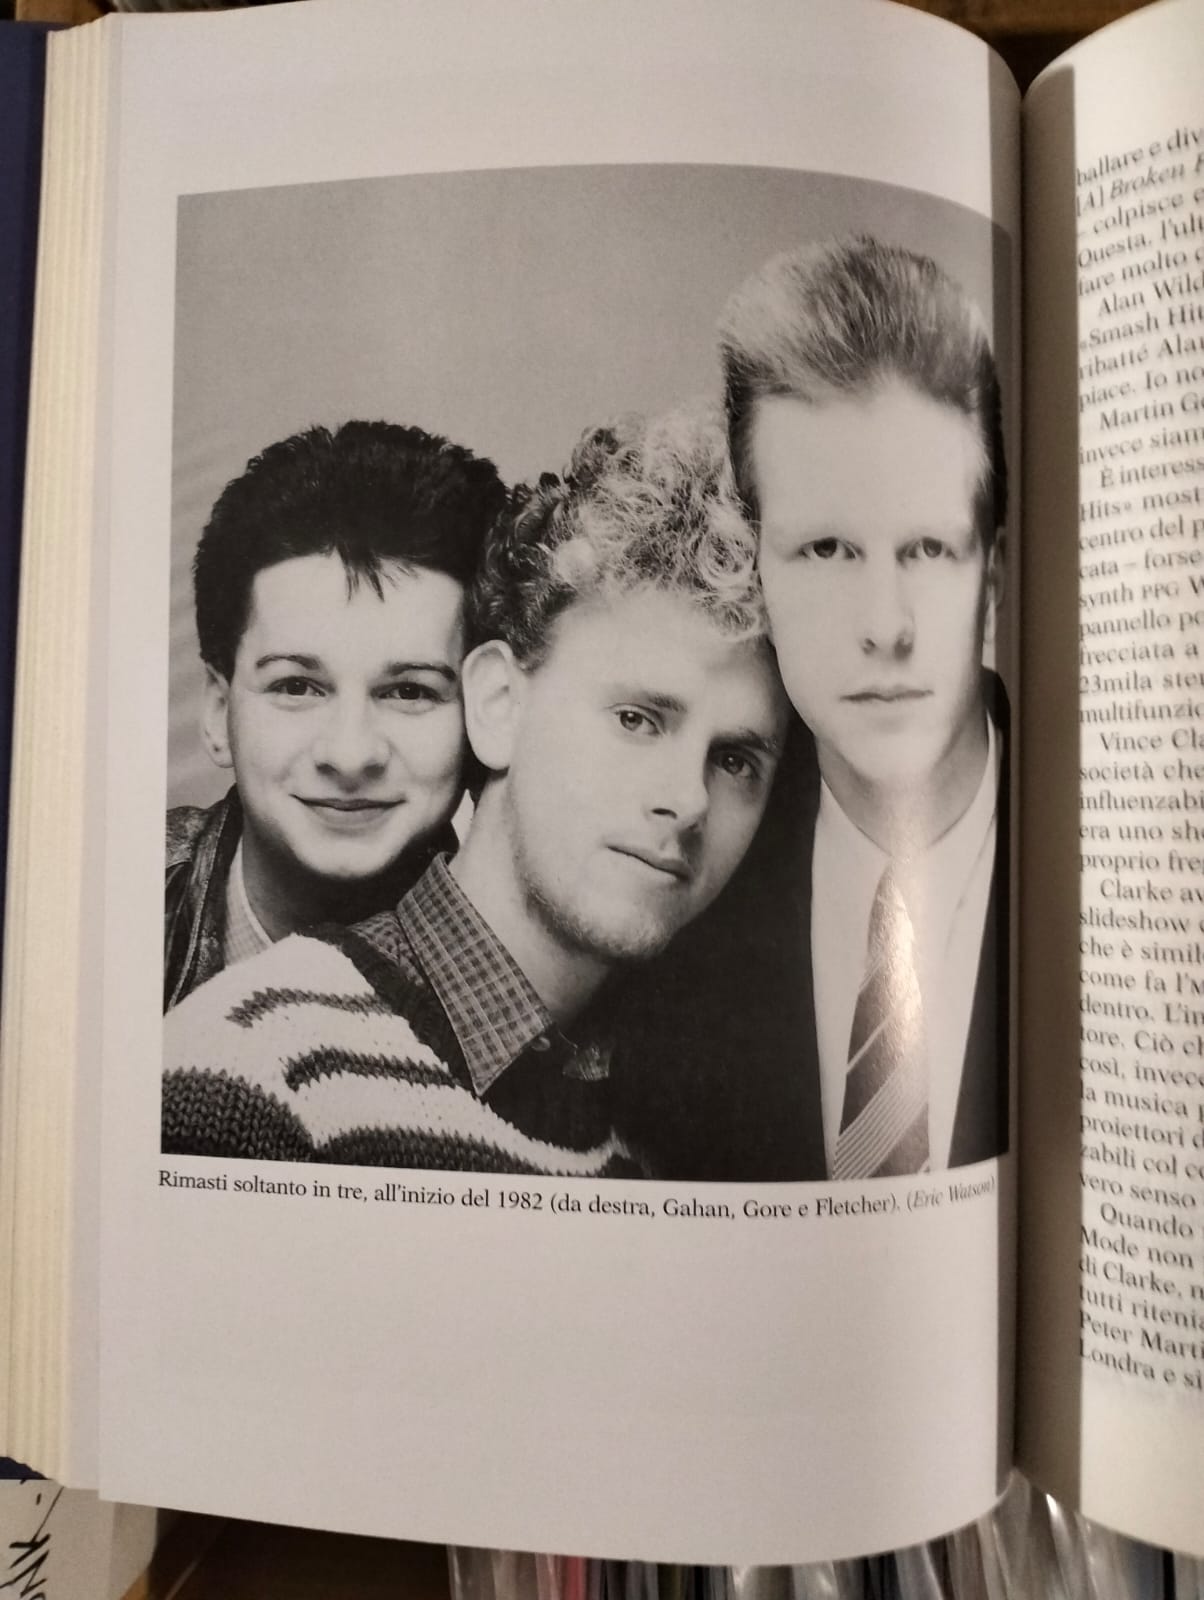 Rimasti soltanto in tre, all'inizio del 1982 (da destra, Gahan, Gore e Fletcher). (Eric Watson)
ballare e div
[A] Broken F
– colpisce e
Questa, l'ult
fare molto c
Alan Wild
«Smash Hit
ribatté Alan
piace. Io no
Martin Go
invece siam
È interess
Hits» most
centro del p
cata – forse
synth PPG W
pannello po
frecciata a
23mila ster
multifunzio
Vince Cla
società che
influenzabi
era uno sho
proprio freg
Clarke av
slideshow
che è simil
come fa l'M
dentro. L'in
tore. Ciò ch
così, invece
la musica p
proiettori d
zabili col co
vero senso
Quando
Mode non
di Clarke, n
tutti ritenia
Peter Marti
Londra e si